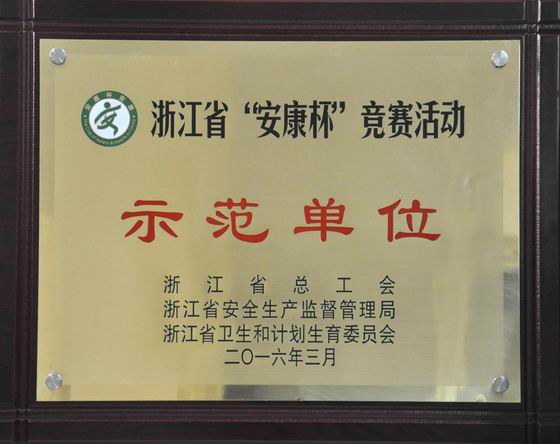 浙江省“安康杯”竞赛活动
示范单位
浙江省总工会
浙江省安全生产监督管理局
浙江省卫生和计划生育委员会
二〇一六年三月